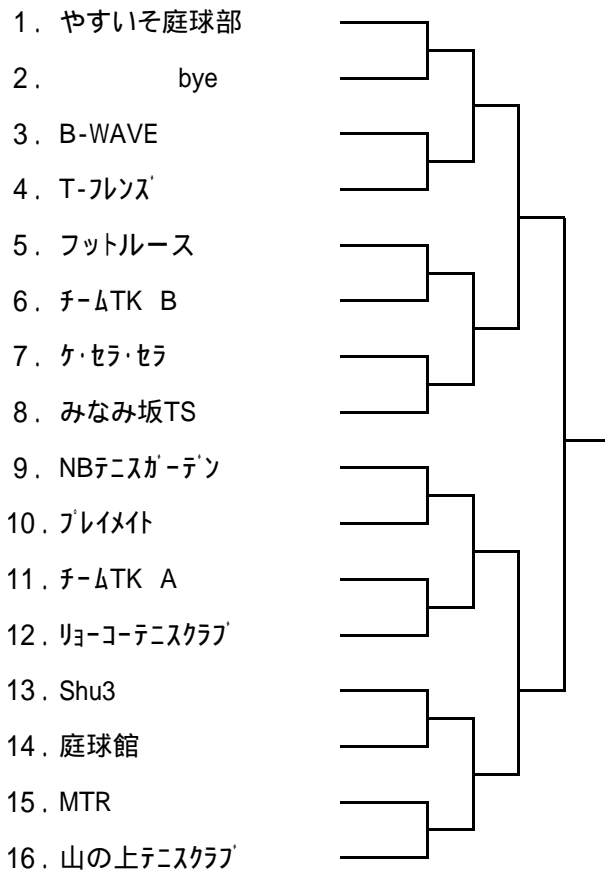 1. やすいそ庭球部
2. bye
3. B-WAVE
4. T-ﾌﾚﾝｽﾞ
5. フットルース
6. ﾁｰﾑTK B
7. ｹ･ｾﾗ･ｾﾗ
8. みなみ坂TS
9. NBﾃﾆｽｶﾞｰﾃﾞﾝ
10. ﾌﾟﾚｲﾒｲﾄ
11. ﾁｰﾑTK A
12. ﾘｮｰｺｰﾃﾆｽｸﾗﾌﾞ
13. Shu3
14. 庭球館
15. MTR
16. 山の上ﾃﾆｽｸﾗﾌﾞ